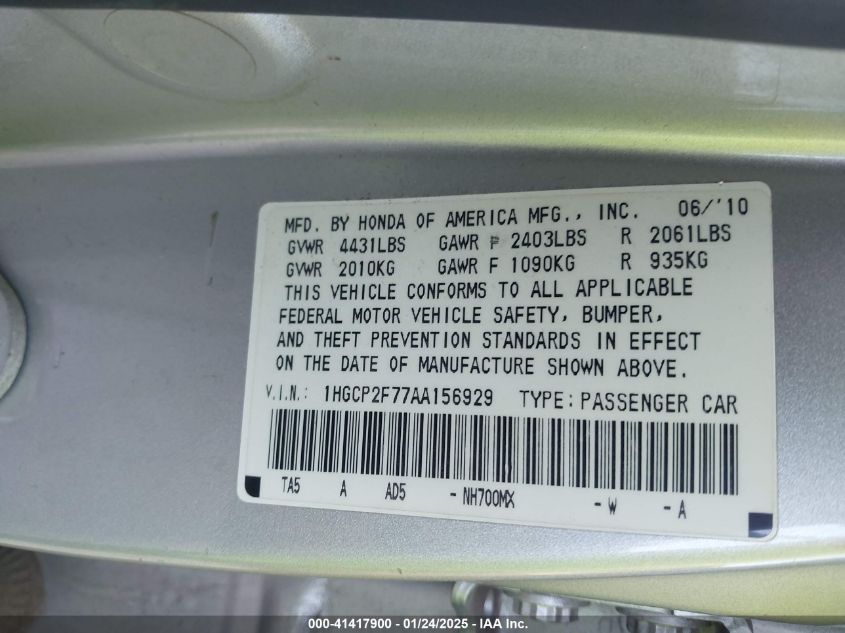 MFD. BY HONDA OF AMERICA MFG., INC. 06/'10
GVWR 4431LBS GAWR F 2403LBS R 2061LBS
GVWR 2010KG GAWR F 1090KG R 935KG
THIS VEHICLE CONFORMS TO ALL APPLICABLE
FEDERAL MOTOR VEHICLE SAFETY, BUMPER,
AND THEFT PREVENTION STANDARDS IN EFFECT
ON THE DATE OF MANUFACTURE SHOWN ABOVE.
V.I.N.: 1HGCP2F77AA156929 TYPE: PASSENGER CAR
TA5 A AD5 - NH700MX - W - A
000-41417900 - 01/24/2025 - IAA Inc.